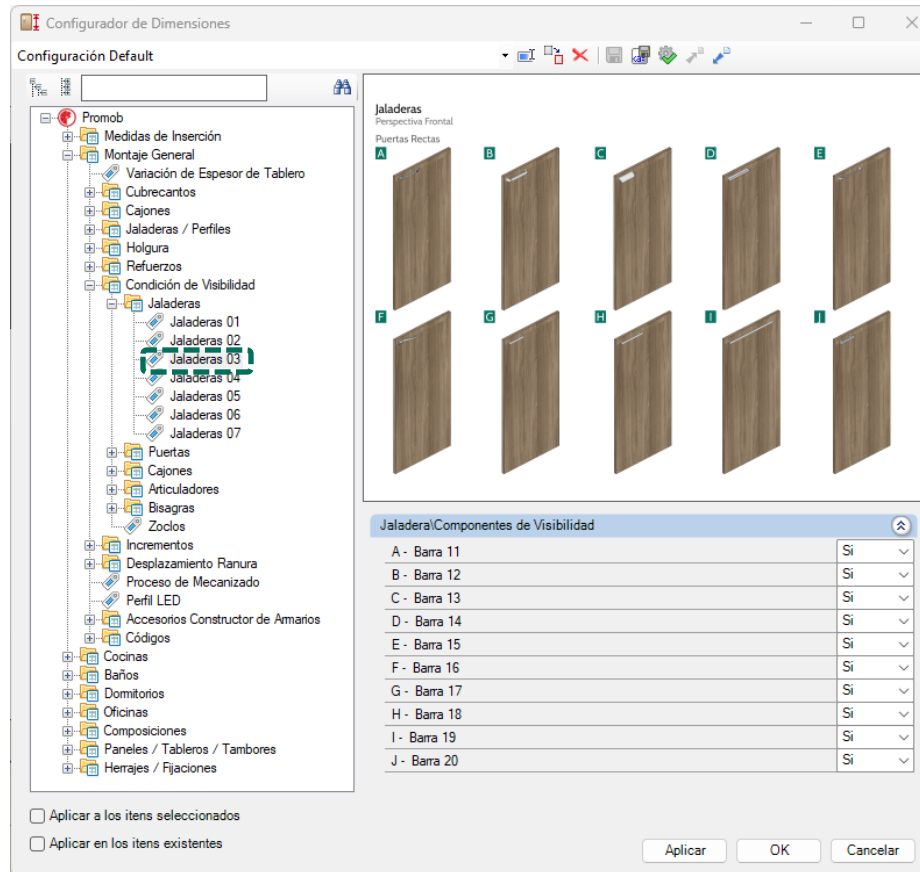 Configurador de Dimensiones
Configuración Default
Promob
Medidas de Inserción
Montaje General
Variación de Espesor de Tablero
Cubrecantos
Cajones
Jaladeras / Perfiles
Holgura
Refuerzos
Condición de Visibilidad
Jaladeras
Jaladeras 01
Jaladeras 02
Jaladeras 03
Jaladeras 04
Jaladeras 05
Jaladeras 06
Jaladeras 07
Puertas
Cajones
Articuladores
Bisagras
Zoclos
Incrementos
Desplazamiento Ranura
Proceso de Mecanizado
Perfil LED
Accesorios Constructor de Armarios
Códigos
Cocinas
Baños
Dormitorios
Oficinas
Composiciones
Paneles / Tableros / Tambores
Herrajes / Fijaciones
Jaladeras
Perspectiva Frontal
Puertas Rectas
A B C D E
F G H I J
Jaladera\Componentes de Visibilidad
A - Barra 11 Si
B - Barra 12 Si
C - Barra 13 Si
D - Barra 14 Si
E - Barra 15 Si
F - Barra 16 Si
G - Barra 17 Si
H - Barra 18 Si
I - Barra 19 Si
J - Barra 20 Si
Aplicar a los itens seleccionados
Aplicar en los itens existentes
Aplicar OK Cancelar